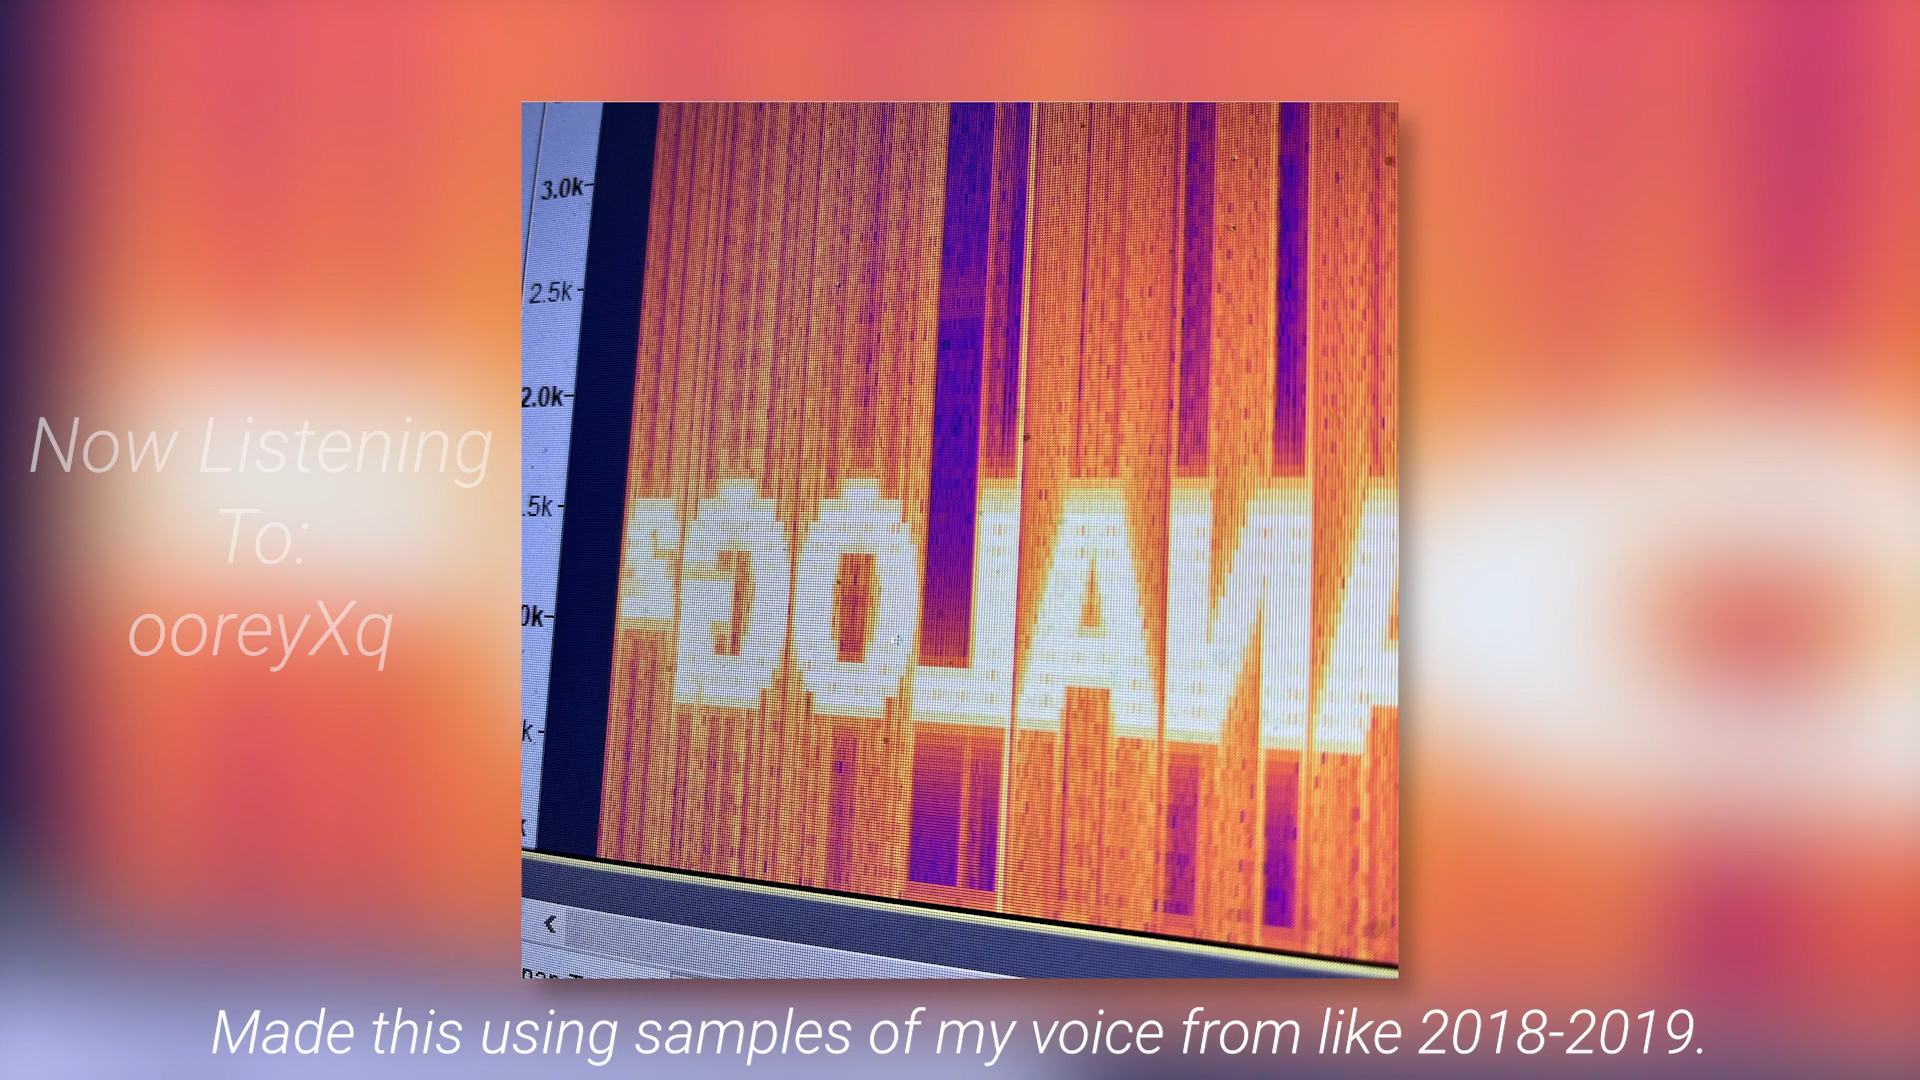 Now Listening
To:
ooreyXq
3.0k
2.5k
2.0k
.5k
0k
k
ANALOG
Made this using samples of my voice from like 2018-2019.